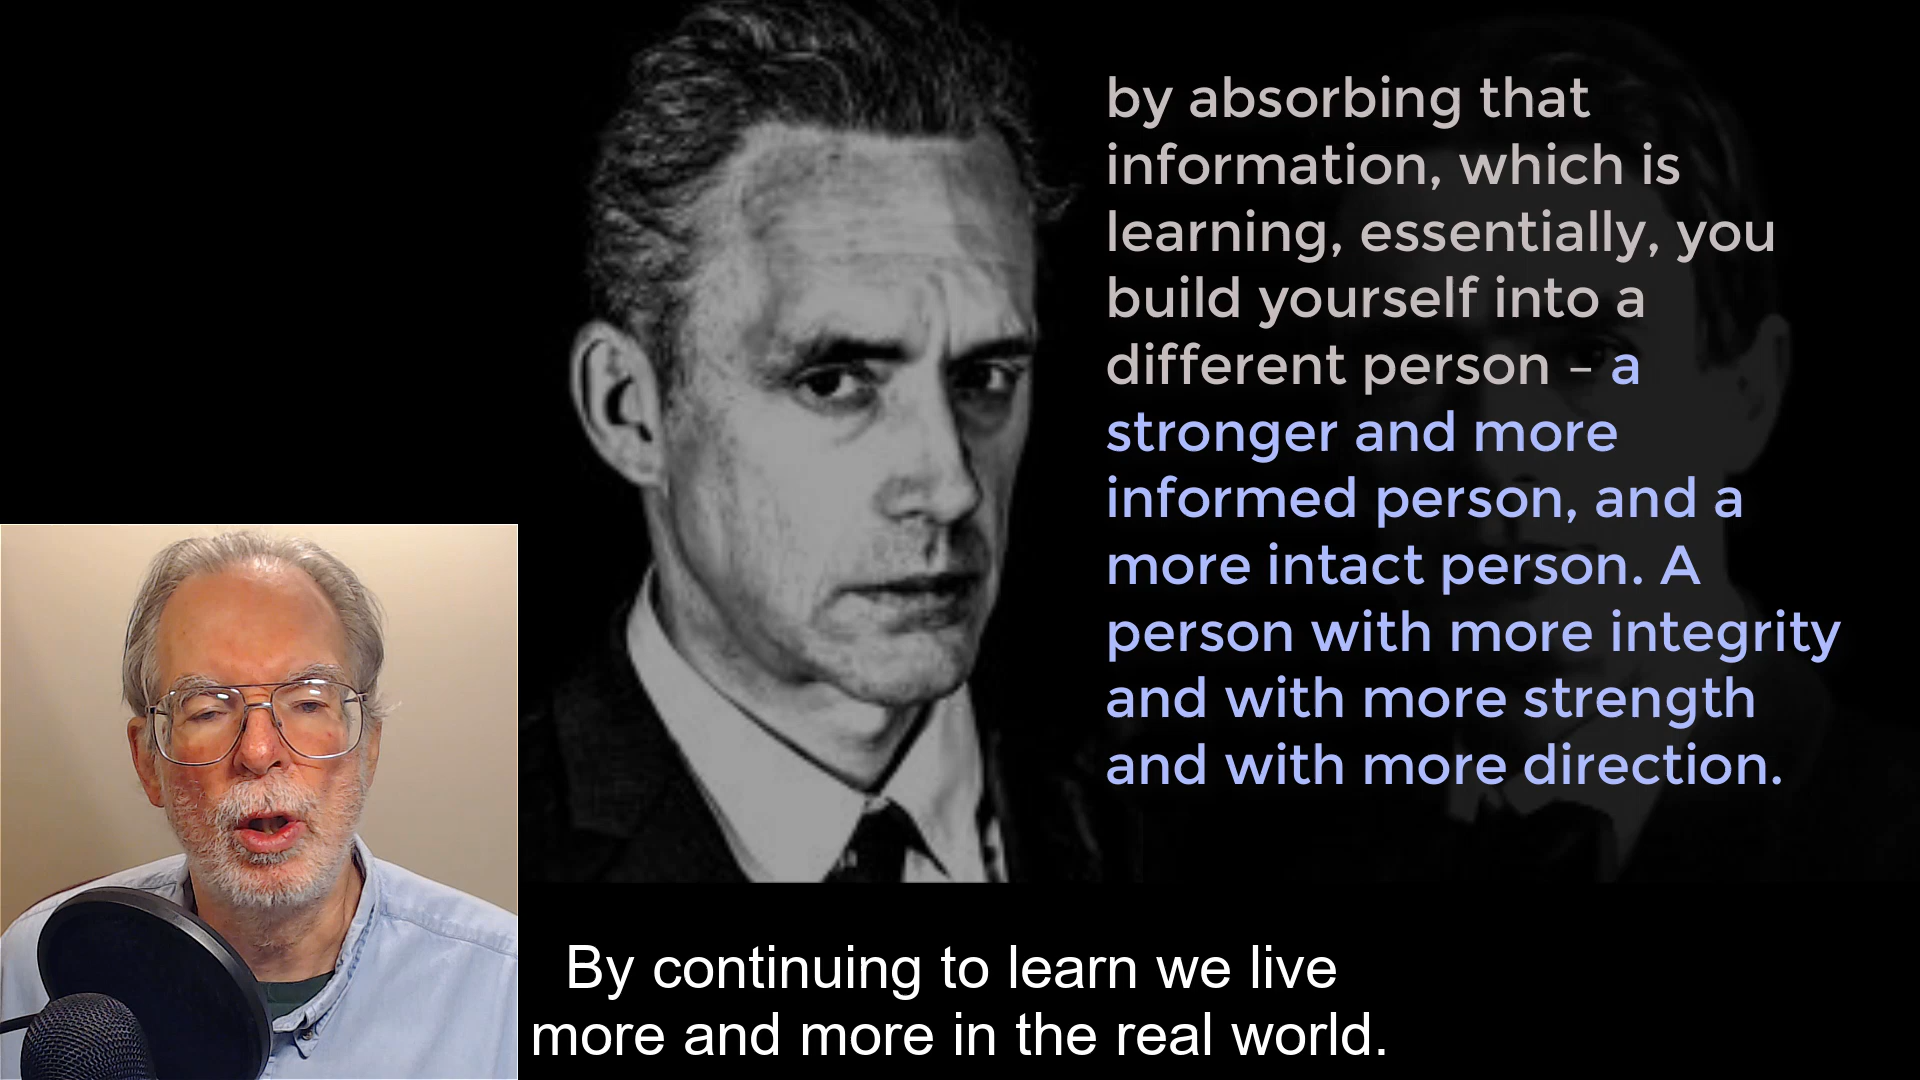 by absorbing that
information, which is
learning, essentially, you
build yourself into a
different person – a
stronger and more
informed person, and a
more intact person. A
person with more integrity
and with more strength
and with more direction.
By continuing to learn we live
more and more in the real world.